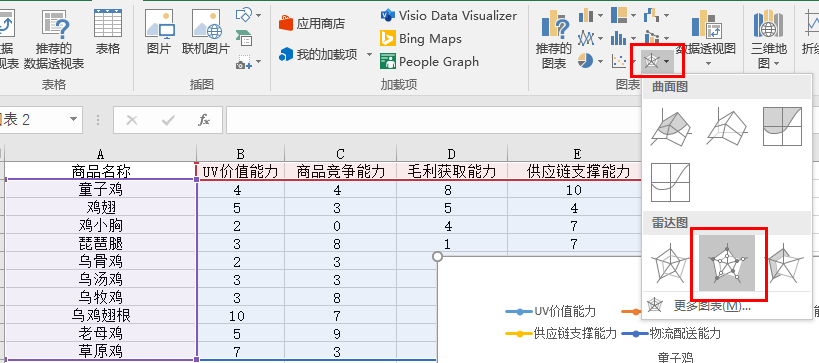 数据
视表
推荐的
数据透视表
表格
图片
联机图片
应用商店
我的加载项
Visio Data Visualizer
Bing Maps
People Graph
推荐的
图表
数据透视图
三维地
图
折线
表格
插图
加载项
图表
曲面图
雷达图
更多图表(M)...
图表 2
fx
A B C D E
商品名称 UV价值能力 商品竞争能力 毛利获取能力 供应链支撑能力
童子鸡 4 4 8 10
鸡翅 5 3 5 4
鸡小胸 2 0 4 7
琵琶腿 3 8 1 7
乌骨鸡 2 3
乌汤鸡 3 3
乌牧鸡 3 8
乌鸡翅根 10 7
老母鸡 5 9
草原鸡 7 3
UV价值能力
供应链支撑能力 物流配送能力
童子鸡